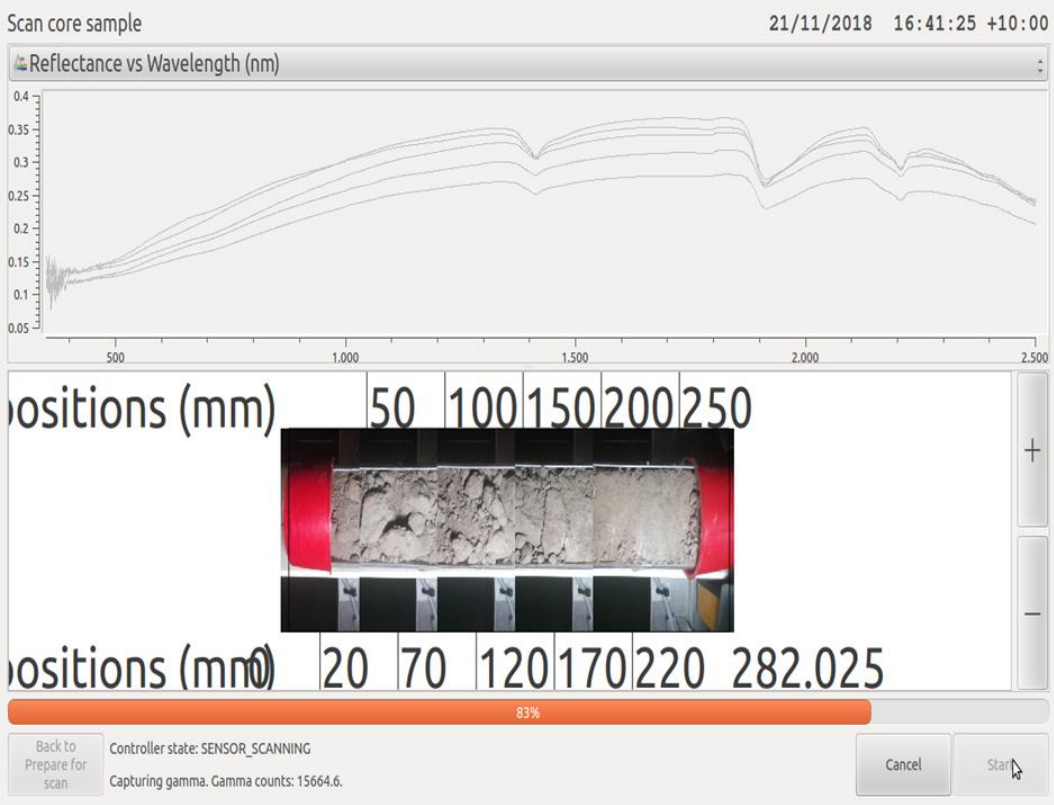 Scan core sample
21/11/2018 16:41:25 +10:00
Reflectance vs Wavelength (nm)
0.4
0.35
0.3
0.25
0.2
0.15
0.1
0.05
500 1.000 1.500 2.000 2.500
ositions (mm) 50 100 150 200 250
+
−
ositions (mm) 0 20 70 120 170 220 282.025
83%
Back to
Prepare for
scan
Controller state: SENSOR_SCANNING
Capturing gamma. Gamma counts: 15664.6.
Cancel
Start